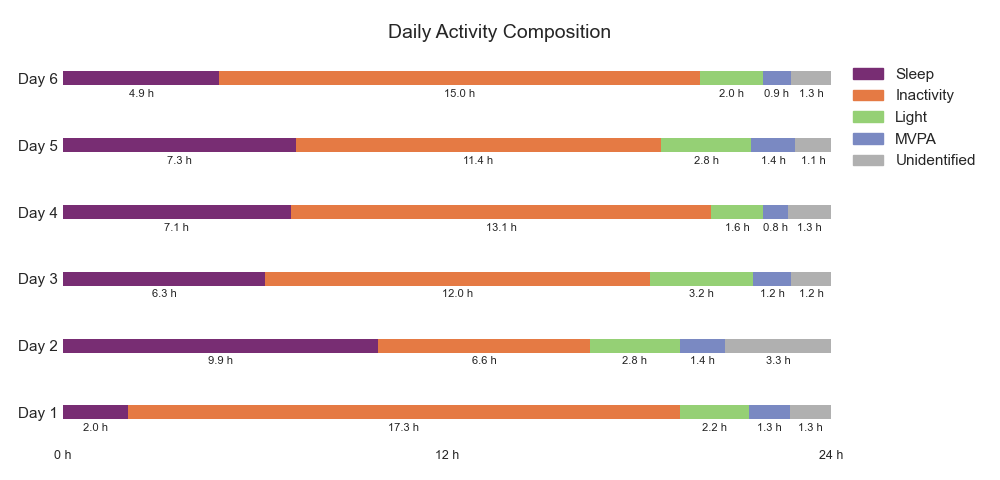 Daily Activity Composition
Day 6
4.9 h 15.0 h 2.0 h 0.9 h 1.3 h
Day 5
7.3 h 11.4 h 2.8 h 1.4 h 1.1 h
Day 4
7.1 h 13.1 h 1.6 h 0.8 h 1.3 h
Day 3
6.3 h 12.0 h 3.2 h 1.2 h 1.2 h
Day 2
9.9 h 6.6 h 2.8 h 1.4 h 3.3 h
Day 1
2.0 h 17.3 h 2.2 h 1.3 h 1.3 h
0 h 12 h 24 h
Sleep
Inactivity
Light
MVPA
Unidentified